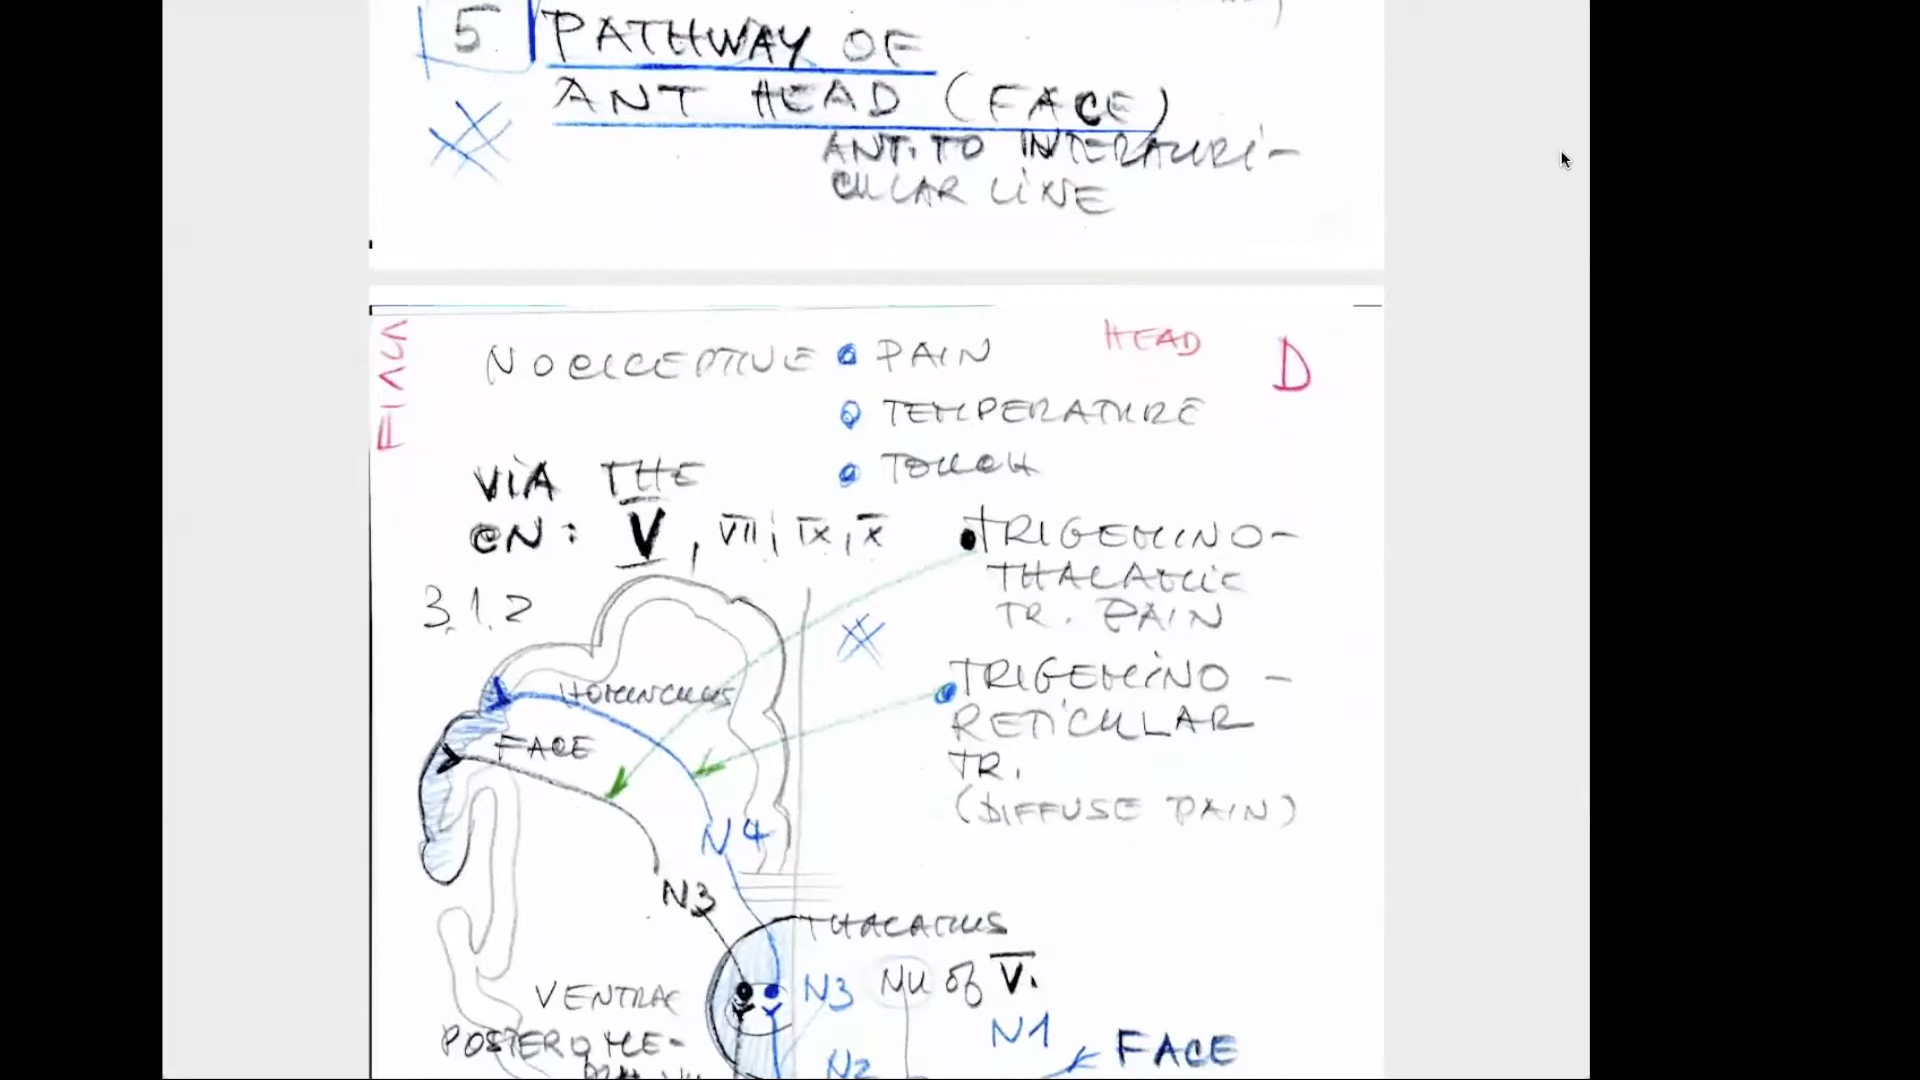 5 PATHWAY OF
ANT HEAD (FACE)
ANT. TO INTERAURI-
CULAR LINE
FINA
NOCICEPTIVE • PAIN
HEAD
D
• TEMPERATURE
• TOUCH
VIA THE
CN: V, VII, IX, X
3.1.2
• TRIGEMINO-
THALAMIC
TR. PAIN
• TRIGEMINO-
RETICULAR
TR.
(DIFFUSE PAIN)
HOMUNCULUS
FACE
N4
N3
THALAMUS
N3
NU of V.
VENTRAL
POSTEROME-
N1
FACE
N2